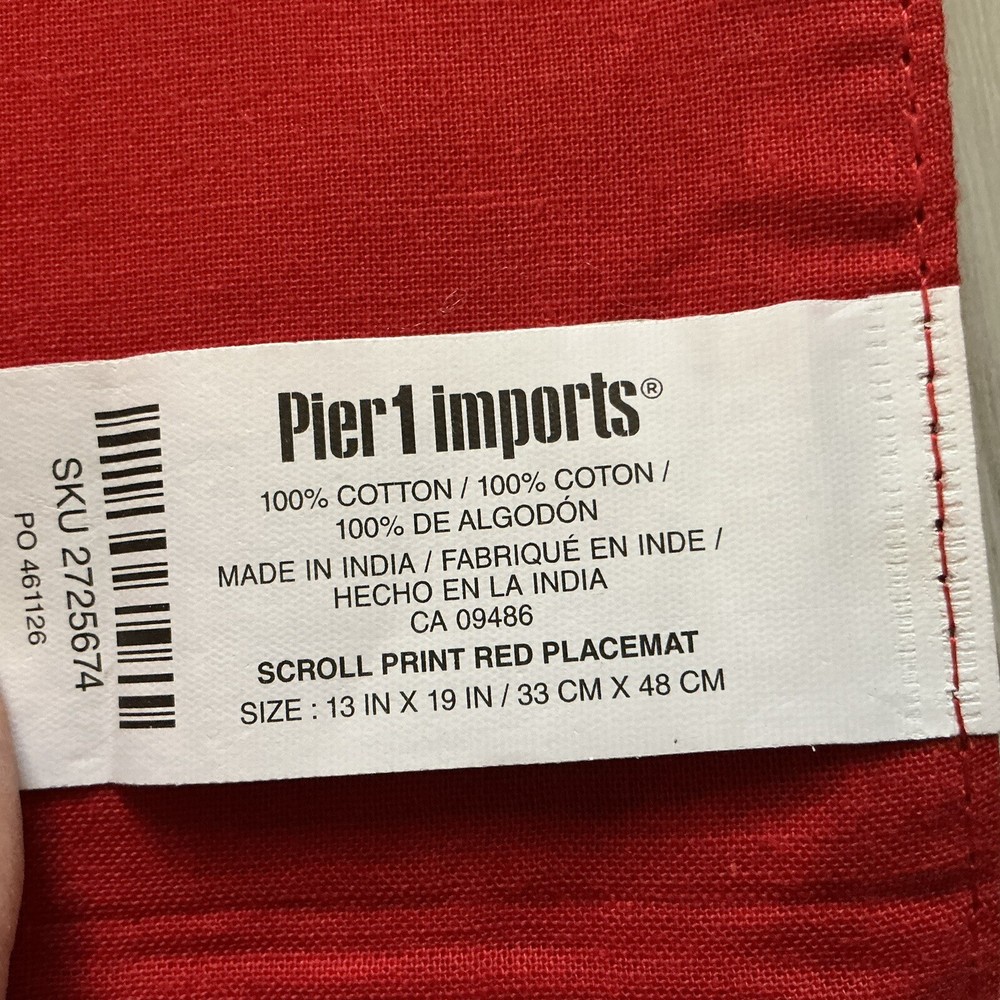 Pier1 imports®
100% COTTON / 100% COTON /
100% DE ALGODÓN
MADE IN INDIA / FABRIQUÉ EN INDE /
HECHO EN LA INDIA
CA 09486
SCROLL PRINT RED PLACEMAT
SIZE : 13 IN X 19 IN / 33 CM X 48 CM
SKU 2725674
PO 461126